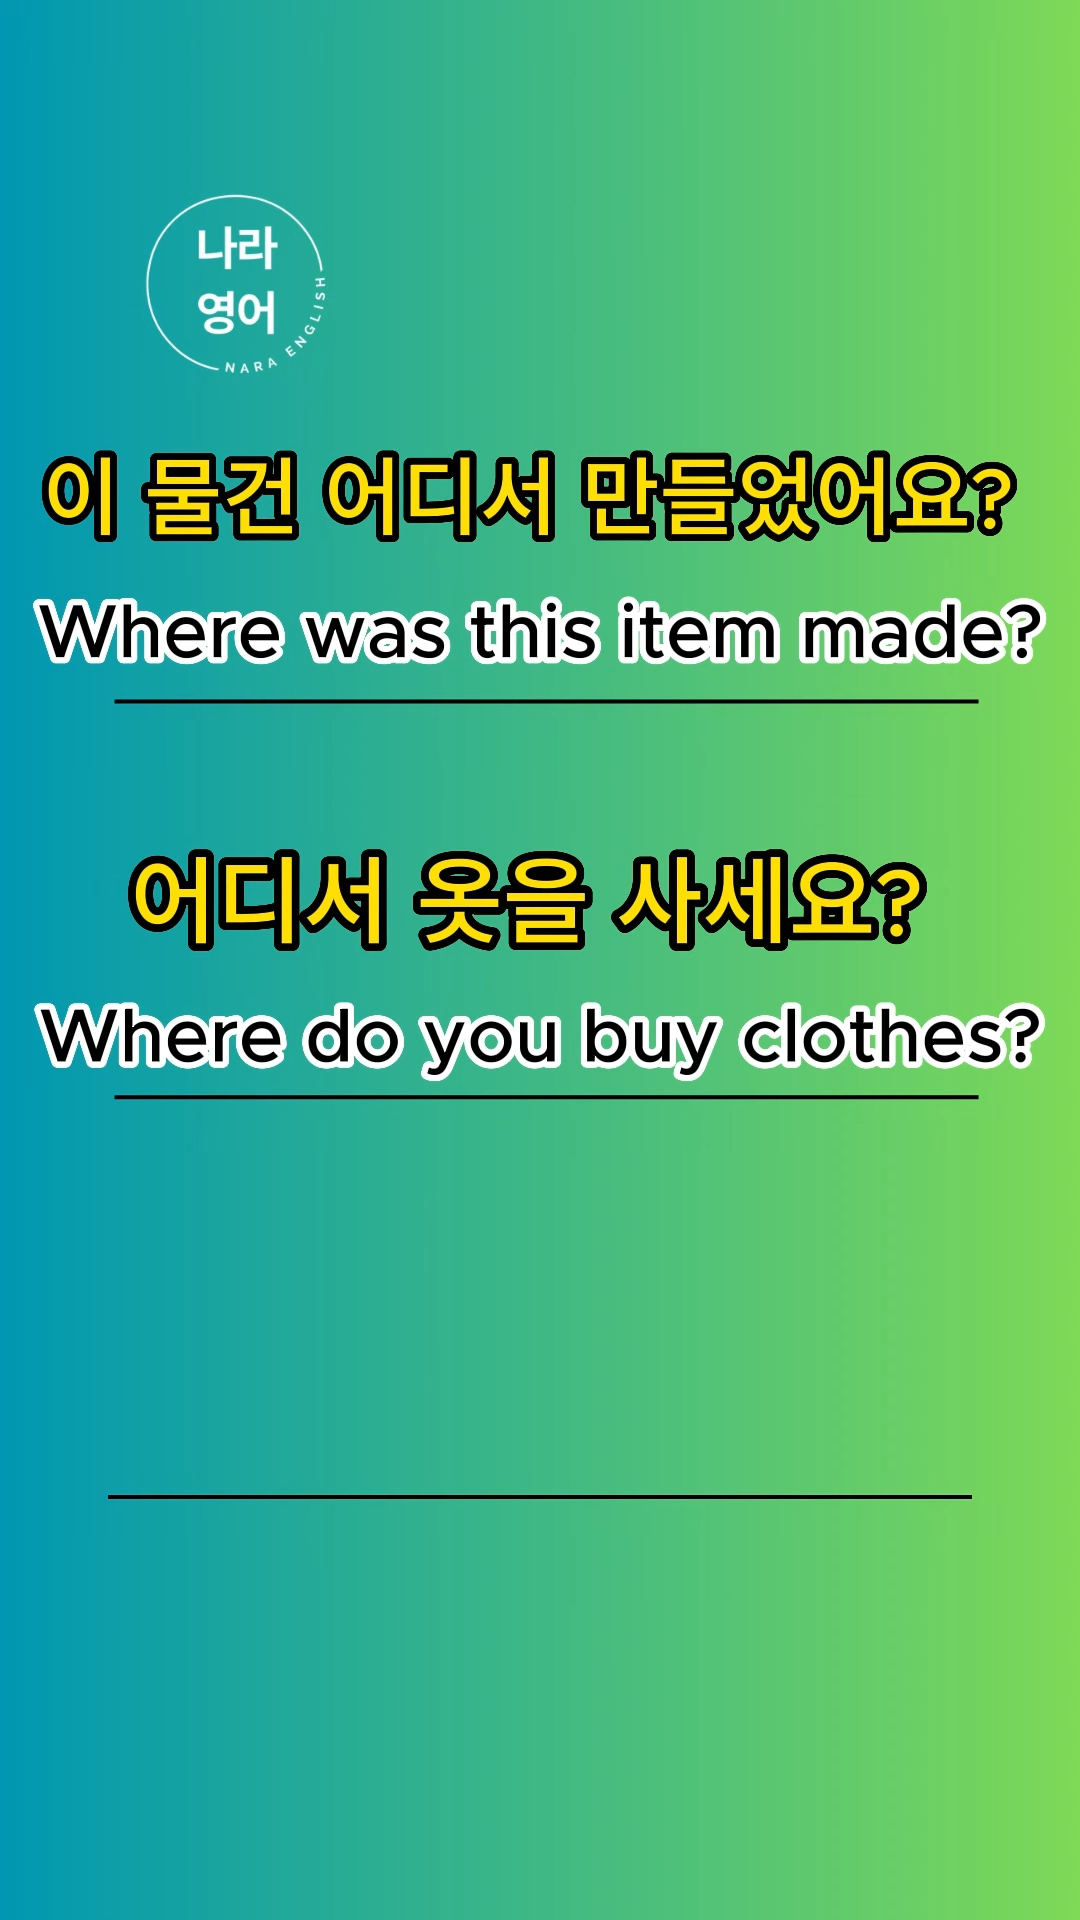 나라
영어
NARA ENGLISH
이 물건 어디서 만들었어요?
Where was this item made?
어디서 옷을 사세요?
Where do you buy clothes?